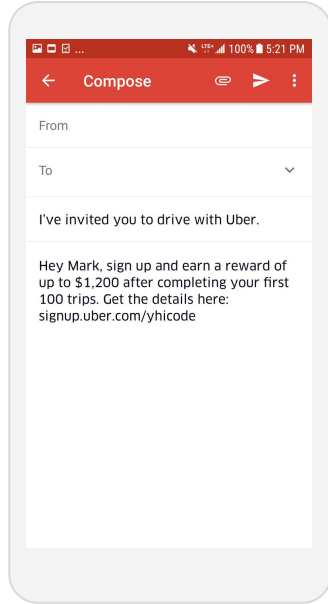 ... LTE+ 100% 5:21 PM
Compose
From
To
I've invited you to drive with Uber.
Hey Mark, sign up and earn a reward of
up to $1,200 after completing your first
100 trips. Get the details here:
signup.uber.com/yhicode